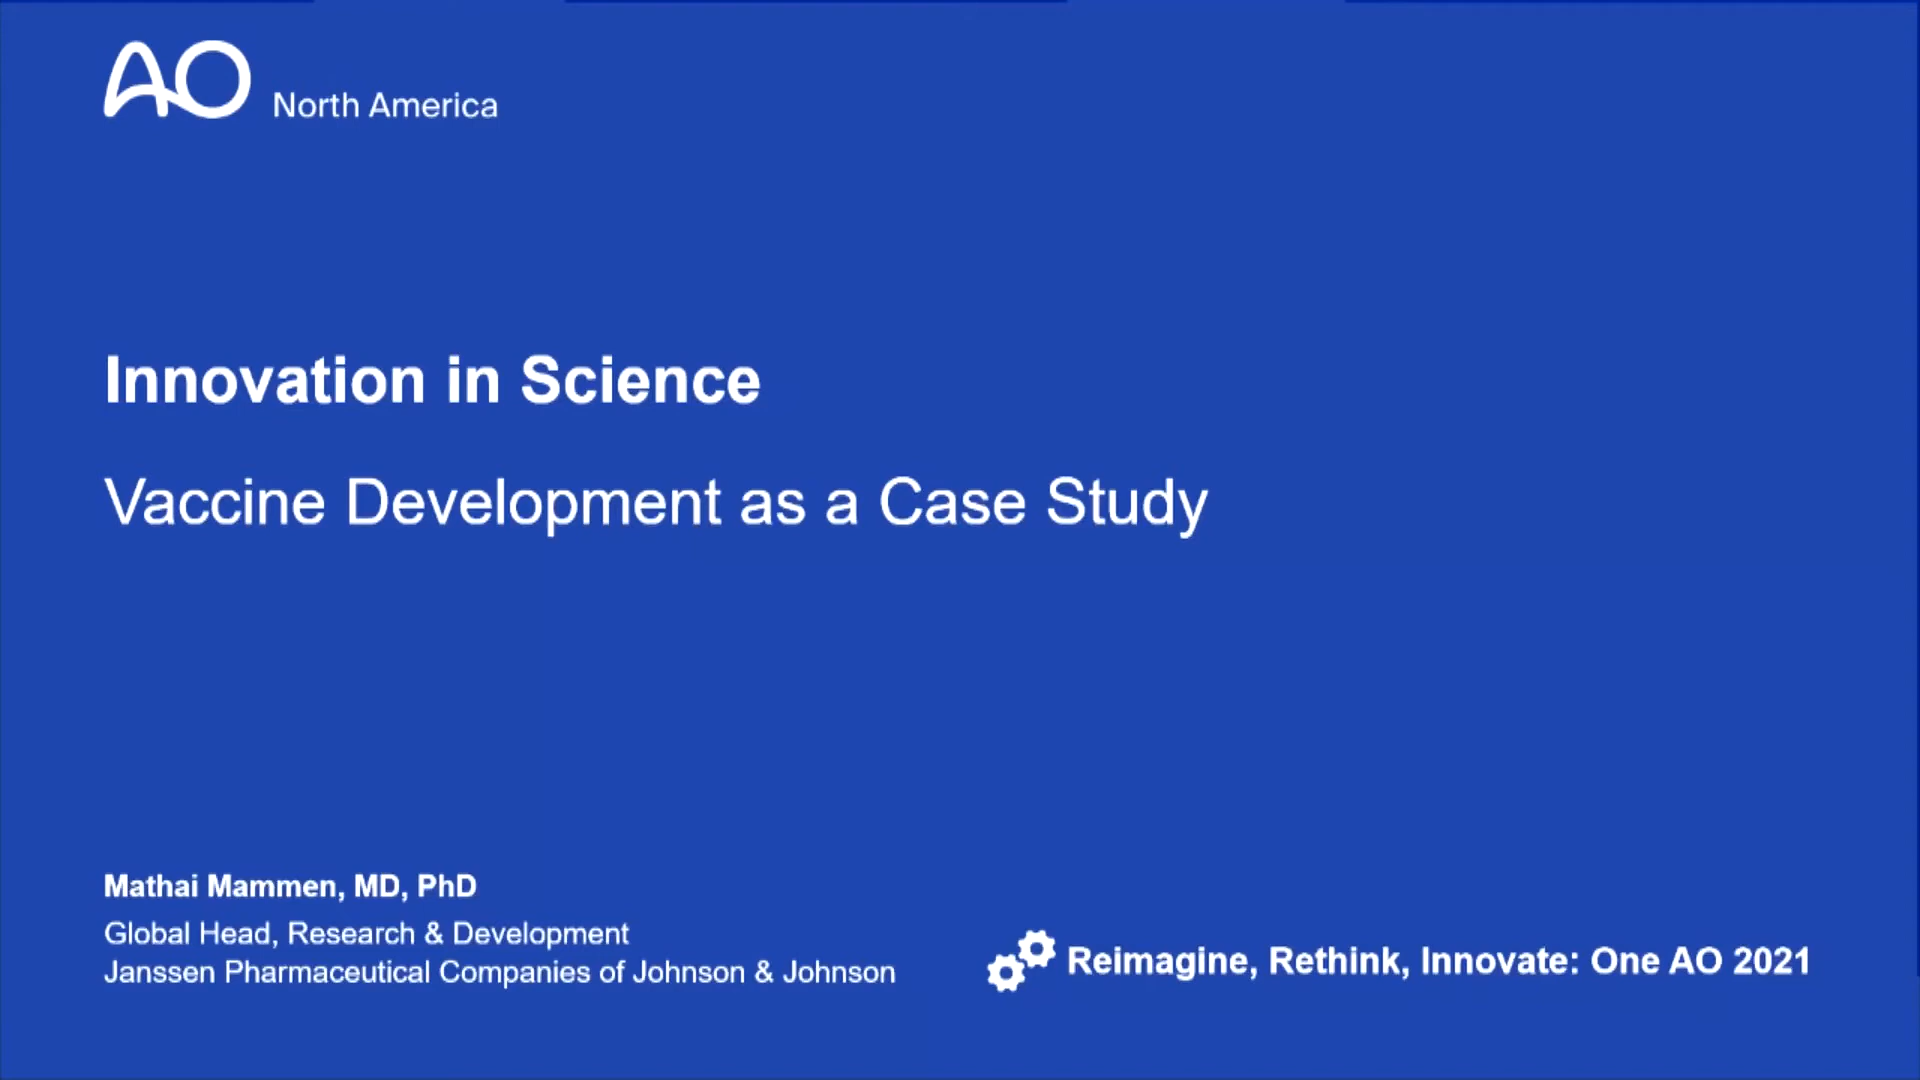 AO North America
Innovation in Science
Vaccine Development as a Case Study
Mathai Mammen, MD, PhD
Global Head, Research & Development
Janssen Pharmaceutical Companies of Johnson & Johnson
Reimagine, Rethink, Innovate: One AO 2021